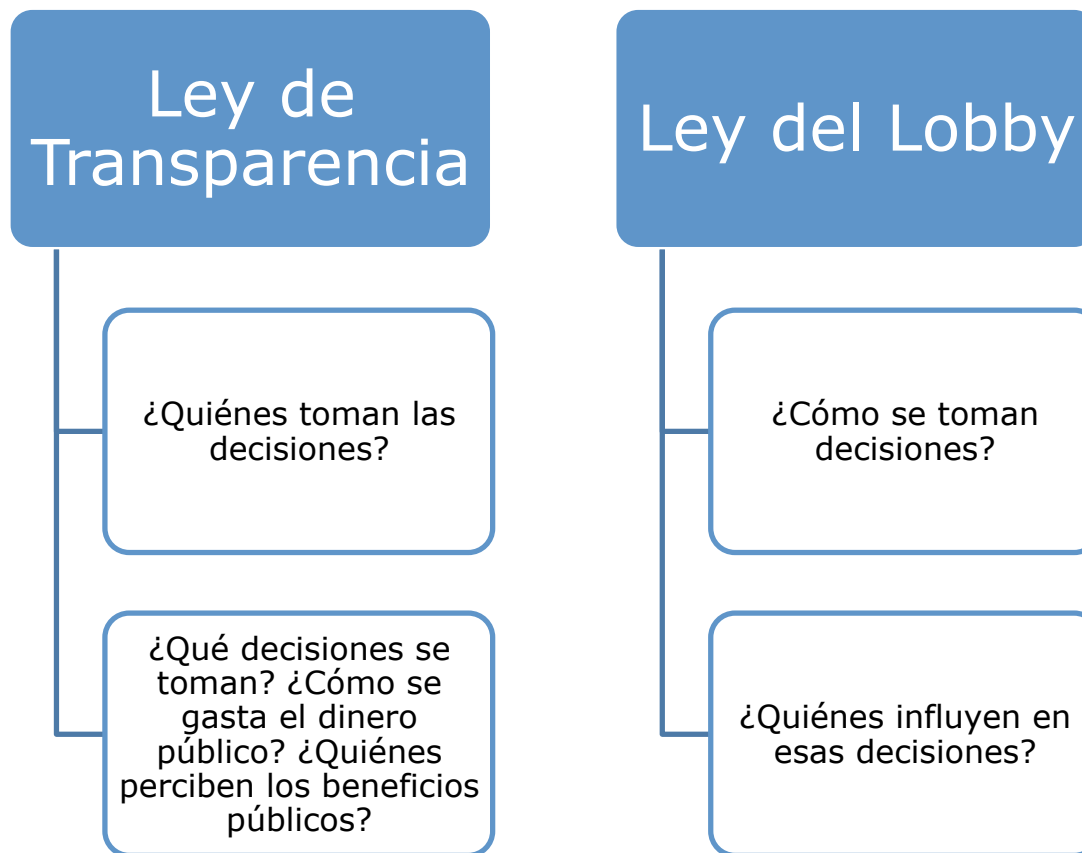 Ley de
Transparencia
¿Quiénes toman las
decisiones?
¿Qué decisiones se
toman? ¿Cómo se
gasta el dinero
público? ¿Quiénes
perciben los beneficios
públicos?
Ley del Lobby
¿Cómo se toman
decisiones?
¿Quiénes influyen en
esas decisiones?